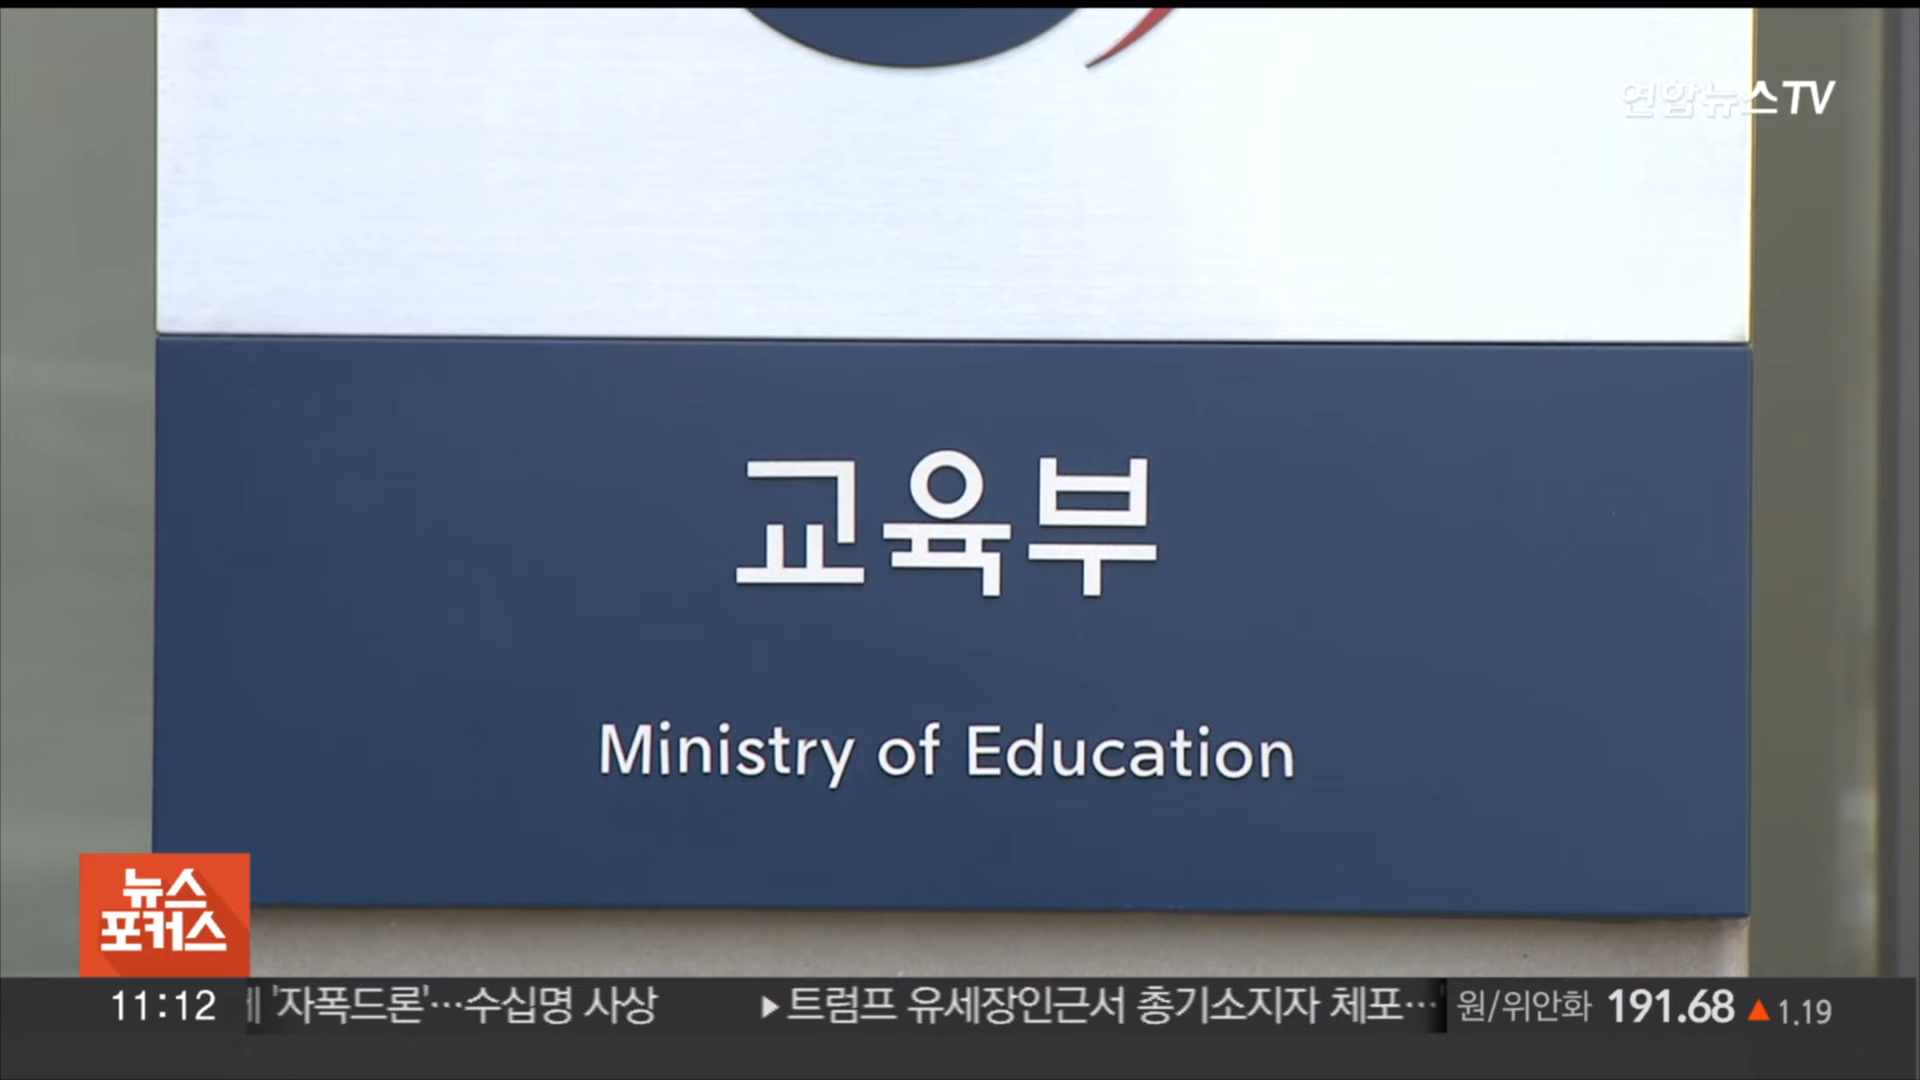 연합뉴스TV
교육부
Ministry of Education
뉴스
포커스
11:12 '자폭드론'…수십명 사상 ▶트럼프 유세장인근서 총기소지자 체포… 원/위안화 191.68 ▲1.19